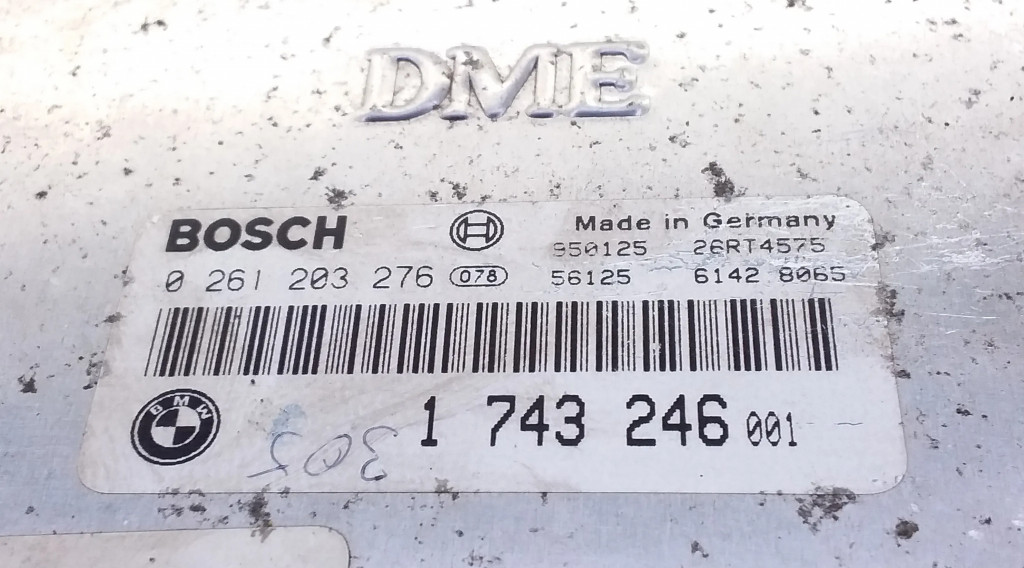 DME
BOSCH H Made in Germany
950125 26RT4575
0 261 203 276 078 56125 6142 8065
BMW 1 743 246 001
305